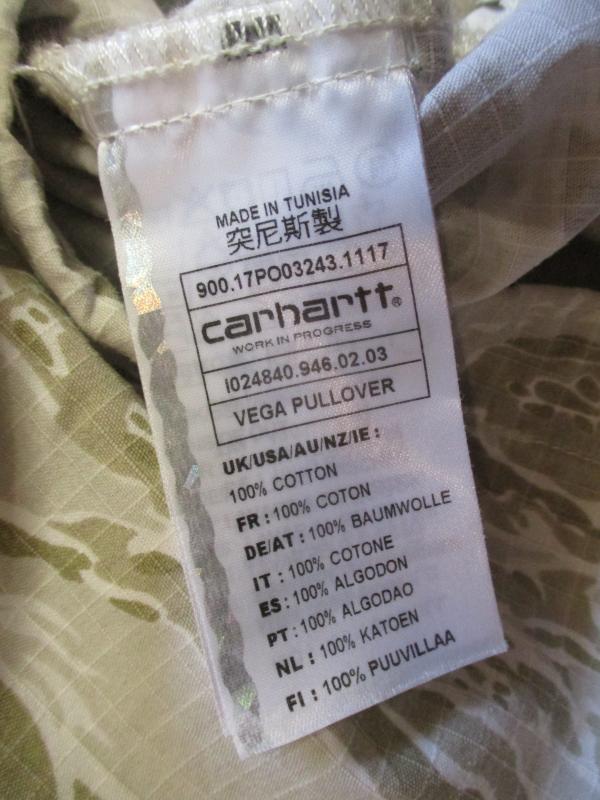 MADE IN TUNISIA
突尼斯製
900.17PO03243.1117
carhartt®
WORK IN PROGRESS
I024840.946.02.03
VEGA PULLOVER
UK/USA/AU/NZ/IE :
100% COTTON
FR : 100% COTON
DE/AT : 100% BAUMWOLLE
IT : 100% COTONE
ES : 100% ALGODON
PT : 100% ALGODAO
NL : 100% KATOEN
FI : 100% PUUVILLAA